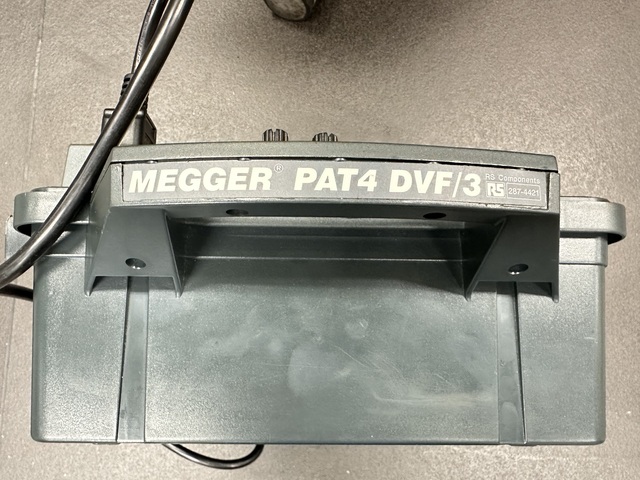 MEGGER® PAT4 DVF/3
RS Components
RS 287-4421